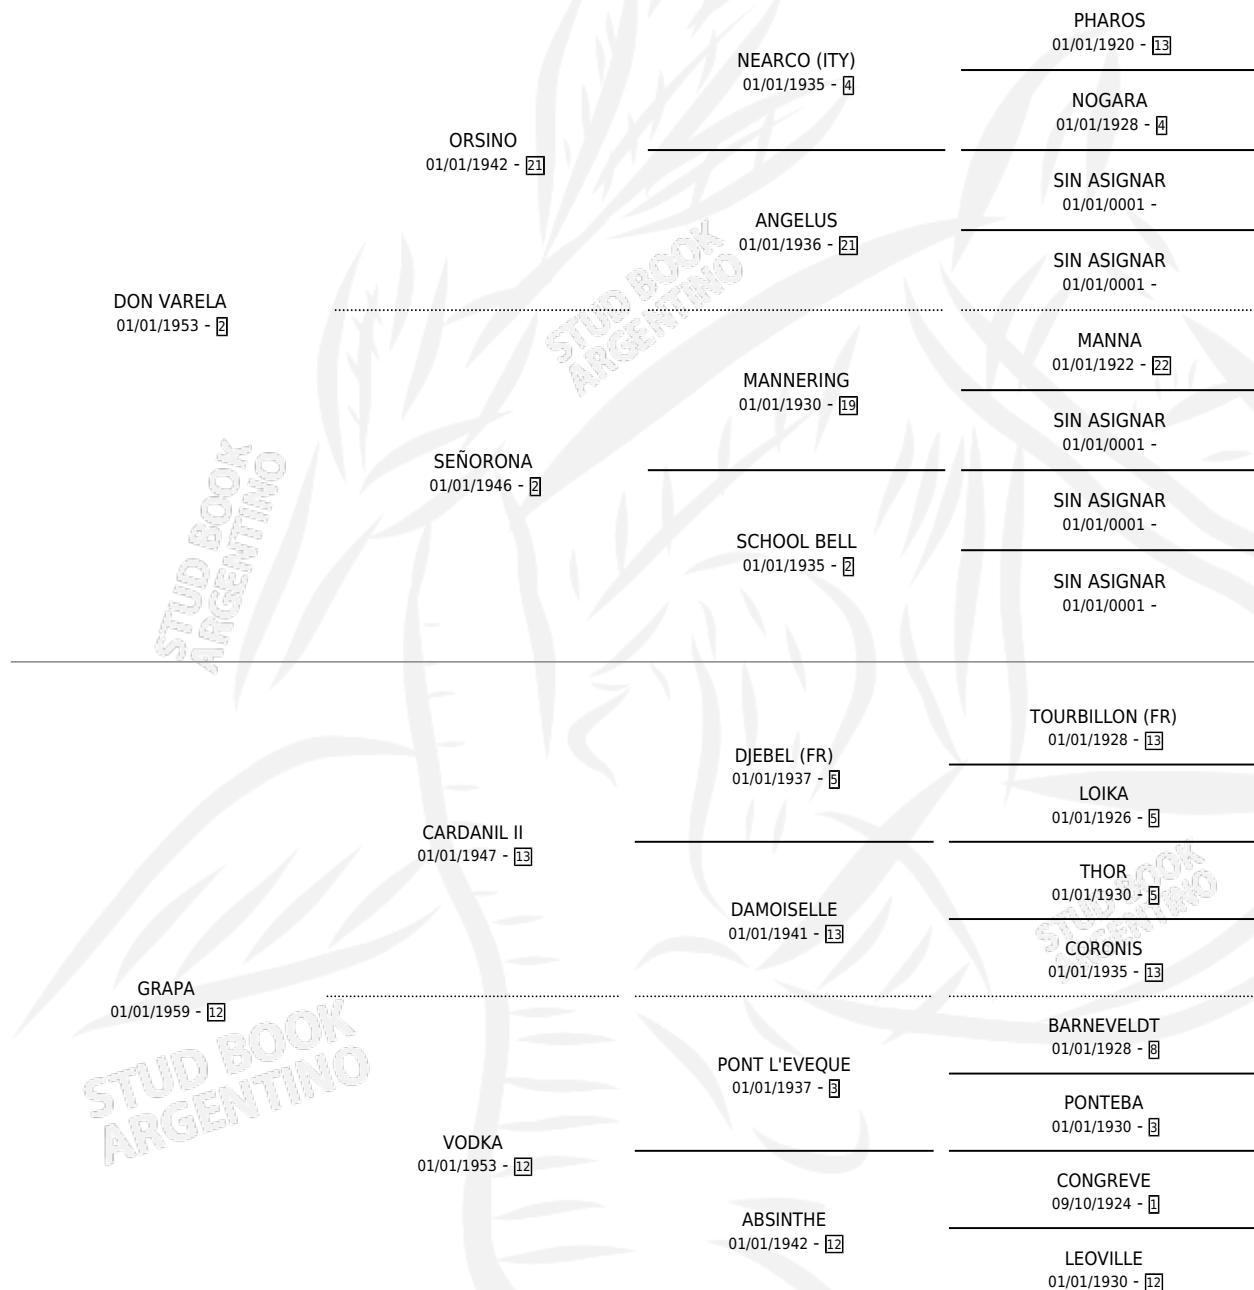 PHAROS
01/01/1920 - 13
NEARCO (ITY)
01/01/1935 - 4
NOGARA
01/01/1928 - 4
ORSINO
01/01/1942 - 21
SIN ASIGNAR
01/01/0001 -
ANGELUS
01/01/1936 - 21
SIN ASIGNAR
01/01/0001 -
DON VARELA
01/01/1953 - 2
MANNA
01/01/1922 - 22
MANNERING
01/01/1930 - 19
SIN ASIGNAR
01/01/0001 -
SEÑORONA
01/01/1946 - 2
SIN ASIGNAR
01/01/0001 -
SCHOOL BELL
01/01/1935 - 2
SIN ASIGNAR
01/01/0001 -
TOURBILLON (FR)
01/01/1928 - 13
DJEBEL (FR)
01/01/1937 - 5
LOIKA
01/01/1926 - 5
CARDANIL II
01/01/1947 - 13
THOR
01/01/1930 - 5
DAMOISELLE
01/01/1941 - 13
CORONIS
01/01/1935 - 13
GRAPA
01/01/1959 - 12
BARNEVELDT
01/01/1928 - 8
PONT L'EVEQUE
01/01/1937 - 3
PONTEBA
01/01/1930 - 3
VODKA
01/01/1953 - 12
CONGREVE
09/10/1924 - 1
ABSINTHE
01/01/1942 - 12
LEOVILLE
01/01/1930 - 12
STUD BOOK
ARGENTINO
STUD BOOK
ARGENTINO
STUD BOOK
ARGENTINO
STUD BOOK
ARGENTINO